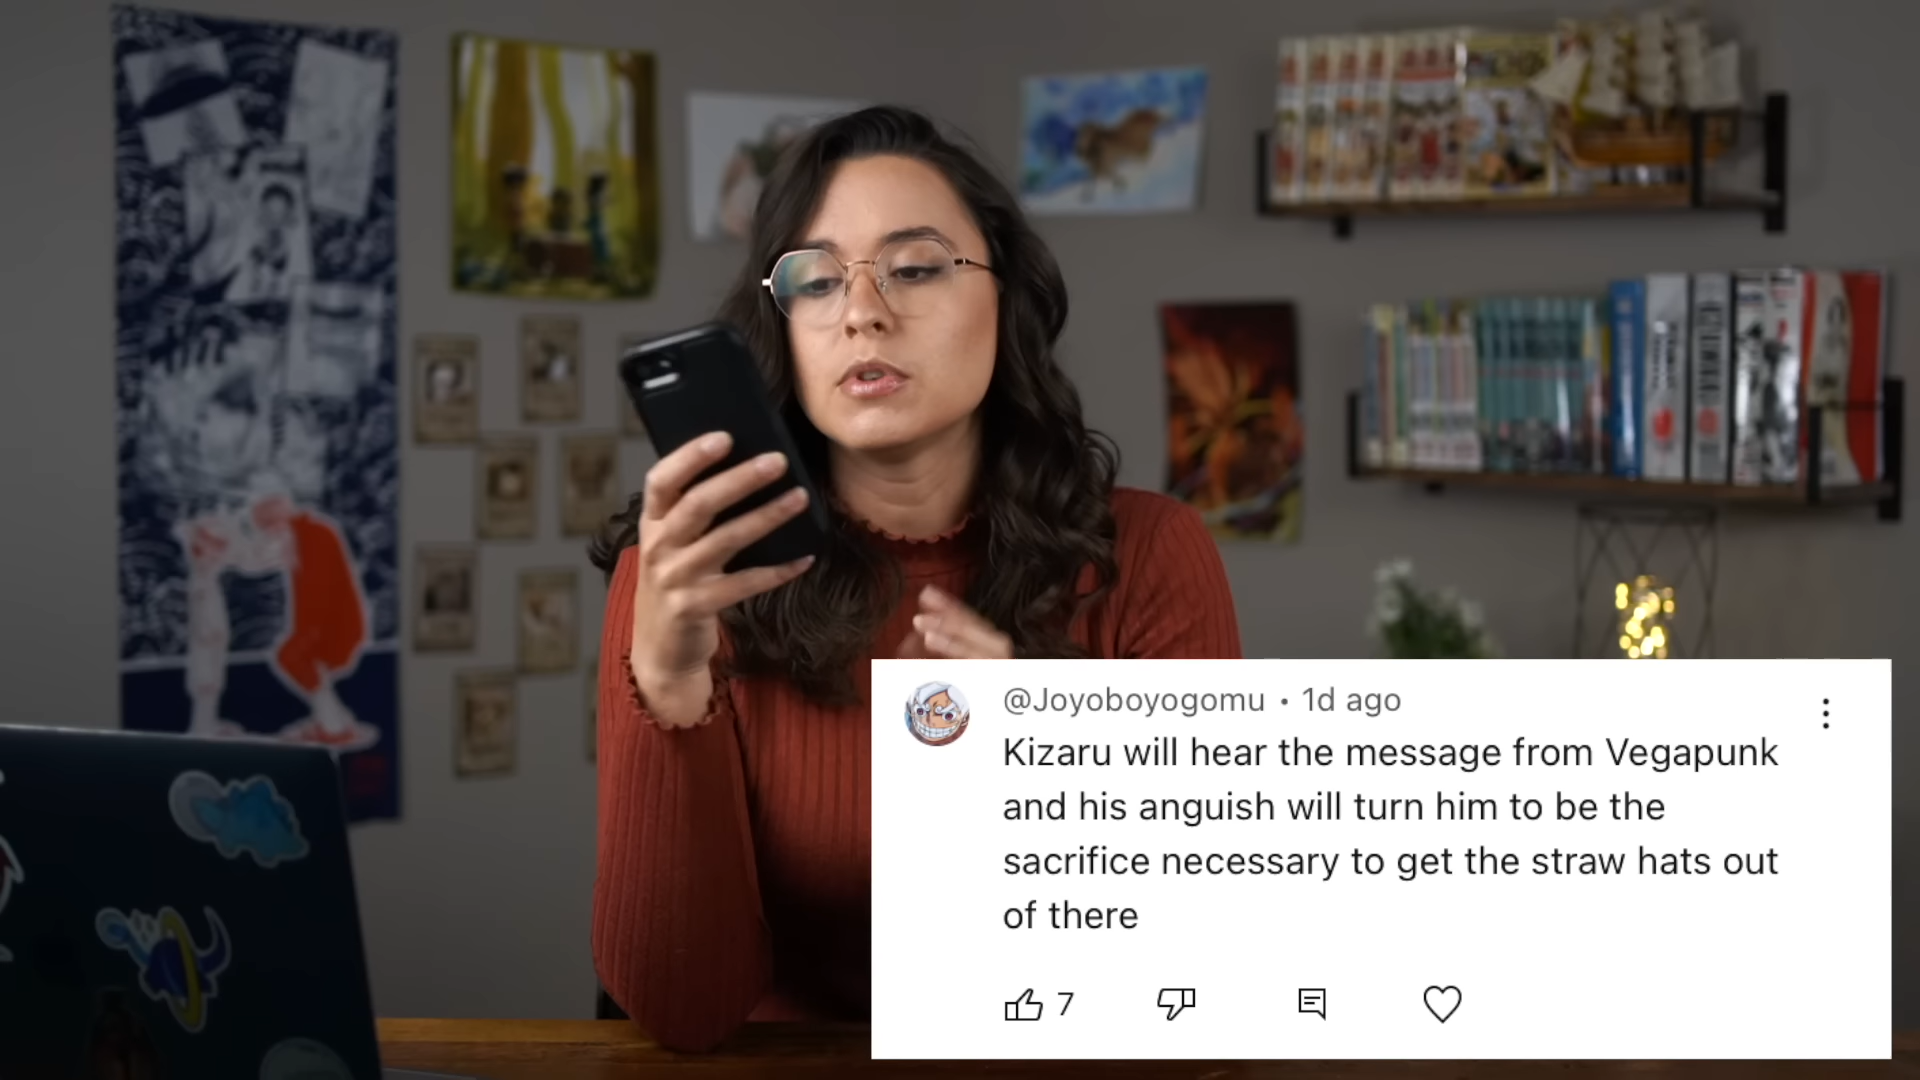 @Joyoboyogomu • 1d ago
Kizaru will hear the message from Vegapunk
and his anguish will turn him to be the
sacrifice necessary to get the straw hats out
of there
7